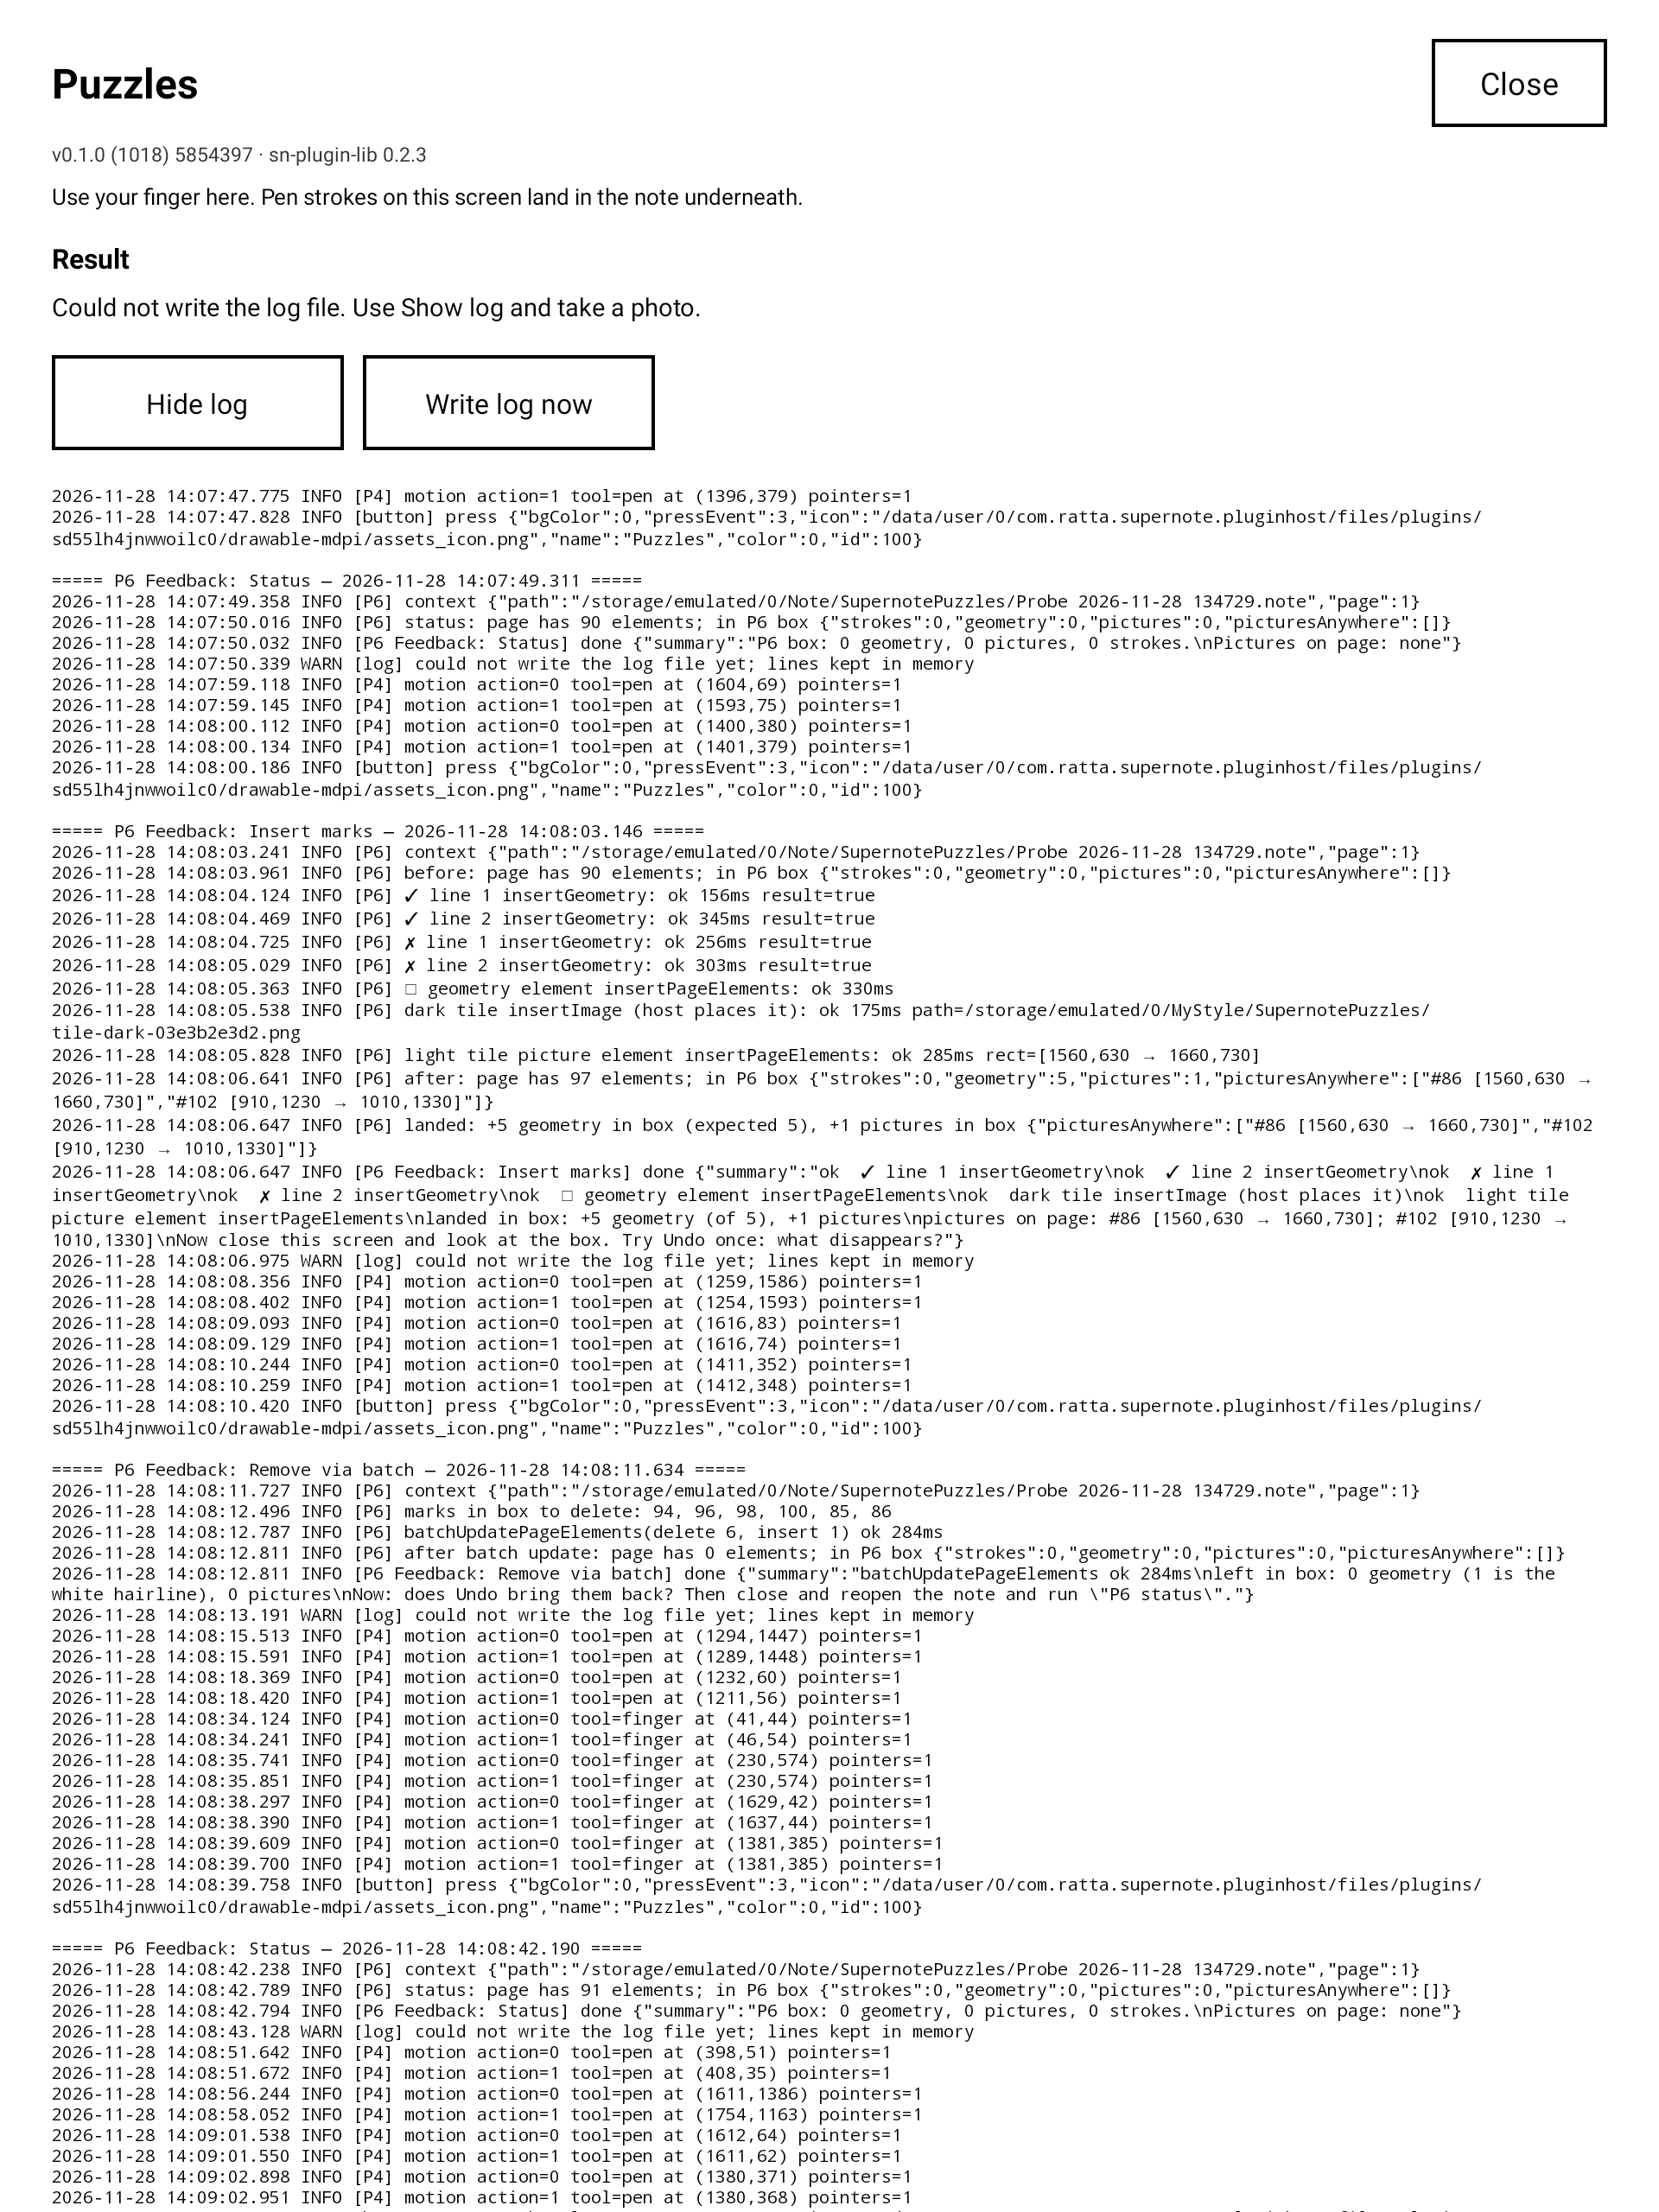 Puzzles
Close
v0.1.0 (1018) 5854397 · sn-plugin-lib 0.2.3
Use your finger here. Pen strokes on this screen land in the note underneath.
Result
Could not write the log file. Use Show log and take a photo.
Hide log
Write log now
2026-11-28 14:07:47.775 INFO [P4] motion action=1 tool=pen at (1396,379) pointers=1
2026-11-28 14:07:47.828 INFO [button] press {"bgColor":0,"pressEvent":3,"icon":"/data/user/0/com.ratta.supernote.pluginhost/files/plugins/
sd55lh4jnwwoilc0/drawable-mdpi/assets_icon.png","name":"Puzzles","color":0,"id":100}
===== P6 Feedback: Status — 2026-11-28 14:07:49.311 =====
2026-11-28 14:07:49.358 INFO [P6] context {"path":"/storage/emulated/0/Note/SupernotePuzzles/Probe 2026-11-28 134729.note","page":1}
2026-11-28 14:07:50.016 INFO [P6] status: page has 90 elements; in P6 box {"strokes":0,"geometry":0,"pictures":0,"picturesAnywhere":[]}
2026-11-28 14:07:50.032 INFO [P6 Feedback: Status] done {"summary":"P6 box: 0 geometry, 0 pictures, 0 strokes.\nPictures on page: none"}
2026-11-28 14:07:50.339 WARN [log] could not write the log file yet; lines kept in memory
2026-11-28 14:07:59.118 INFO [P4] motion action=0 tool=pen at (1604,69) pointers=1
2026-11-28 14:07:59.145 INFO [P4] motion action=1 tool=pen at (1593,75) pointers=1
2026-11-28 14:08:00.112 INFO [P4] motion action=0 tool=pen at (1400,380) pointers=1
2026-11-28 14:08:00.134 INFO [P4] motion action=1 tool=pen at (1401,379) pointers=1
2026-11-28 14:08:00.186 INFO [button] press {"bgColor":0,"pressEvent":3,"icon":"/data/user/0/com.ratta.supernote.pluginhost/files/plugins/
sd55lh4jnwwoilc0/drawable-mdpi/assets_icon.png","name":"Puzzles","color":0,"id":100}
===== P6 Feedback: Insert marks — 2026-11-28 14:08:03.146 =====
2026-11-28 14:08:03.241 INFO [P6] context {"path":"/storage/emulated/0/Note/SupernotePuzzles/Probe 2026-11-28 134729.note","page":1}
2026-11-28 14:08:03.961 INFO [P6] before: page has 90 elements; in P6 box {"strokes":0,"geometry":0,"pictures":0,"picturesAnywhere":[]}
2026-11-28 14:08:04.124 INFO [P6] ✓ line 1 insertGeometry: ok 156ms result=true
2026-11-28 14:08:04.469 INFO [P6] ✓ line 2 insertGeometry: ok 345ms result=true
2026-11-28 14:08:04.725 INFO [P6] ✗ line 1 insertGeometry: ok 256ms result=true
2026-11-28 14:08:05.029 INFO [P6] ✗ line 2 insertGeometry: ok 303ms result=true
2026-11-28 14:08:05.363 INFO [P6] □ geometry element insertPageElements: ok 330ms
2026-11-28 14:08:05.538 INFO [P6] dark tile insertImage (host places it): ok 175ms path=/storage/emulated/0/MyStyle/SupernotePuzzles/
tile-dark-03e3b2e3d2.png
2026-11-28 14:08:05.828 INFO [P6] light tile picture element insertPageElements: ok 285ms rect=[1560,630 → 1660,730]
2026-11-28 14:08:06.641 INFO [P6] after: page has 97 elements; in P6 box {"strokes":0,"geometry":5,"pictures":1,"picturesAnywhere":["#86 [1560,630 →
1660,730]","#102 [910,1230 → 1010,1330]"]}
2026-11-28 14:08:06.647 INFO [P6] landed: +5 geometry in box (expected 5), +1 pictures in box {"picturesAnywhere":["#86 [1560,630 → 1660,730]","#102
[910,1230 → 1010,1330]"]}
2026-11-28 14:08:06.647 INFO [P6 Feedback: Insert marks] done {"summary":"ok  ✓ line 1 insertGeometry\nok  ✓ line 2 insertGeometry\nok  ✗ line 1
insertGeometry\nok  ✗ line 2 insertGeometry\nok  □ geometry element insertPageElements\nok  dark tile insertImage (host places it)\nok  light tile
picture element insertPageElements\nlanded in box: +5 geometry (of 5), +1 pictures\npictures on page: #86 [1560,630 → 1660,730]; #102 [910,1230 →
1010,1330]\nNow close this screen and look at the box. Try Undo once: what disappears?"}
2026-11-28 14:08:06.975 WARN [log] could not write the log file yet; lines kept in memory
2026-11-28 14:08:08.356 INFO [P4] motion action=0 tool=pen at (1259,1586) pointers=1
2026-11-28 14:08:08.402 INFO [P4] motion action=1 tool=pen at (1254,1593) pointers=1
2026-11-28 14:08:09.093 INFO [P4] motion action=0 tool=pen at (1616,83) pointers=1
2026-11-28 14:08:09.129 INFO [P4] motion action=1 tool=pen at (1616,74) pointers=1
2026-11-28 14:08:10.244 INFO [P4] motion action=0 tool=pen at (1411,352) pointers=1
2026-11-28 14:08:10.259 INFO [P4] motion action=1 tool=pen at (1412,348) pointers=1
2026-11-28 14:08:10.420 INFO [button] press {"bgColor":0,"pressEvent":3,"icon":"/data/user/0/com.ratta.supernote.pluginhost/files/plugins/
sd55lh4jnwwoilc0/drawable-mdpi/assets_icon.png","name":"Puzzles","color":0,"id":100}
===== P6 Feedback: Remove via batch — 2026-11-28 14:08:11.634 =====
2026-11-28 14:08:11.727 INFO [P6] context {"path":"/storage/emulated/0/Note/SupernotePuzzles/Probe 2026-11-28 134729.note","page":1}
2026-11-28 14:08:12.496 INFO [P6] marks in box to delete: 94, 96, 98, 100, 85, 86
2026-11-28 14:08:12.787 INFO [P6] batchUpdatePageElements(delete 6, insert 1) ok 284ms
2026-11-28 14:08:12.811 INFO [P6] after batch update: page has 0 elements; in P6 box {"strokes":0,"geometry":0,"pictures":0,"picturesAnywhere":[]}
2026-11-28 14:08:12.811 INFO [P6 Feedback: Remove via batch] done {"summary":"batchUpdatePageElements ok 284ms\nleft in box: 0 geometry (1 is the
white hairline), 0 pictures\nNow: does Undo bring them back? Then close and reopen the note and run \"P6 status\"."}
2026-11-28 14:08:13.191 WARN [log] could not write the log file yet; lines kept in memory
2026-11-28 14:08:15.513 INFO [P4] motion action=0 tool=pen at (1294,1447) pointers=1
2026-11-28 14:08:15.591 INFO [P4] motion action=1 tool=pen at (1289,1448) pointers=1
2026-11-28 14:08:18.369 INFO [P4] motion action=0 tool=pen at (1232,60) pointers=1
2026-11-28 14:08:18.420 INFO [P4] motion action=1 tool=pen at (1211,56) pointers=1
2026-11-28 14:08:34.124 INFO [P4] motion action=0 tool=finger at (41,44) pointers=1
2026-11-28 14:08:34.241 INFO [P4] motion action=1 tool=finger at (46,54) pointers=1
2026-11-28 14:08:35.741 INFO [P4] motion action=0 tool=finger at (230,574) pointers=1
2026-11-28 14:08:35.851 INFO [P4] motion action=1 tool=finger at (230,574) pointers=1
2026-11-28 14:08:38.297 INFO [P4] motion action=0 tool=finger at (1629,42) pointers=1
2026-11-28 14:08:38.390 INFO [P4] motion action=1 tool=finger at (1637,44) pointers=1
2026-11-28 14:08:39.609 INFO [P4] motion action=0 tool=finger at (1381,385) pointers=1
2026-11-28 14:08:39.700 INFO [P4] motion action=1 tool=finger at (1381,385) pointers=1
2026-11-28 14:08:39.758 INFO [button] press {"bgColor":0,"pressEvent":3,"icon":"/data/user/0/com.ratta.supernote.pluginhost/files/plugins/
sd55lh4jnwwoilc0/drawable-mdpi/assets_icon.png","name":"Puzzles","color":0,"id":100}
===== P6 Feedback: Status — 2026-11-28 14:08:42.190 =====
2026-11-28 14:08:42.238 INFO [P6] context {"path":"/storage/emulated/0/Note/SupernotePuzzles/Probe 2026-11-28 134729.note","page":1}
2026-11-28 14:08:42.789 INFO [P6] status: page has 91 elements; in P6 box {"strokes":0,"geometry":0,"pictures":0,"picturesAnywhere":[]}
2026-11-28 14:08:42.794 INFO [P6 Feedback: Status] done {"summary":"P6 box: 0 geometry, 0 pictures, 0 strokes.\nPictures on page: none"}
2026-11-28 14:08:43.128 WARN [log] could not write the log file yet; lines kept in memory
2026-11-28 14:08:51.642 INFO [P4] motion action=0 tool=pen at (398,51) pointers=1
2026-11-28 14:08:51.672 INFO [P4] motion action=1 tool=pen at (408,35) pointers=1
2026-11-28 14:08:56.244 INFO [P4] motion action=0 tool=pen at (1611,1386) pointers=1
2026-11-28 14:08:58.052 INFO [P4] motion action=1 tool=pen at (1754,1163) pointers=1
2026-11-28 14:09:01.538 INFO [P4] motion action=0 tool=pen at (1612,64) pointers=1
2026-11-28 14:09:01.550 INFO [P4] motion action=1 tool=pen at (1611,62) pointers=1
2026-11-28 14:09:02.898 INFO [P4] motion action=0 tool=pen at (1380,371) pointers=1
2026-11-28 14:09:02.951 INFO [P4] motion action=1 tool=pen at (1380,368) pointers=1